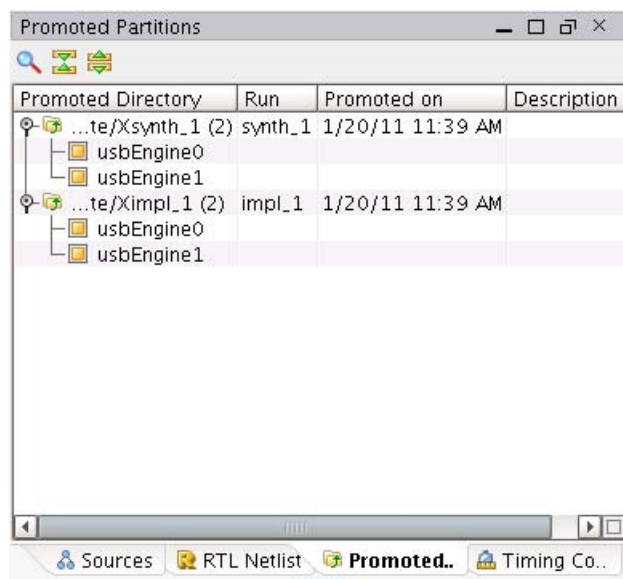 Promoted Partitions
Promoted Directory Run Promoted on Description
...te/Xsynth_1 (2) synth_1 1/20/11 11:39 AM
usbEngine0
usbEngine1
...te/Ximpl_1 (2) impl_1 1/20/11 11:39 AM
usbEngine0
usbEngine1
Sources RTL Netlist Promoted.. Timing Co..